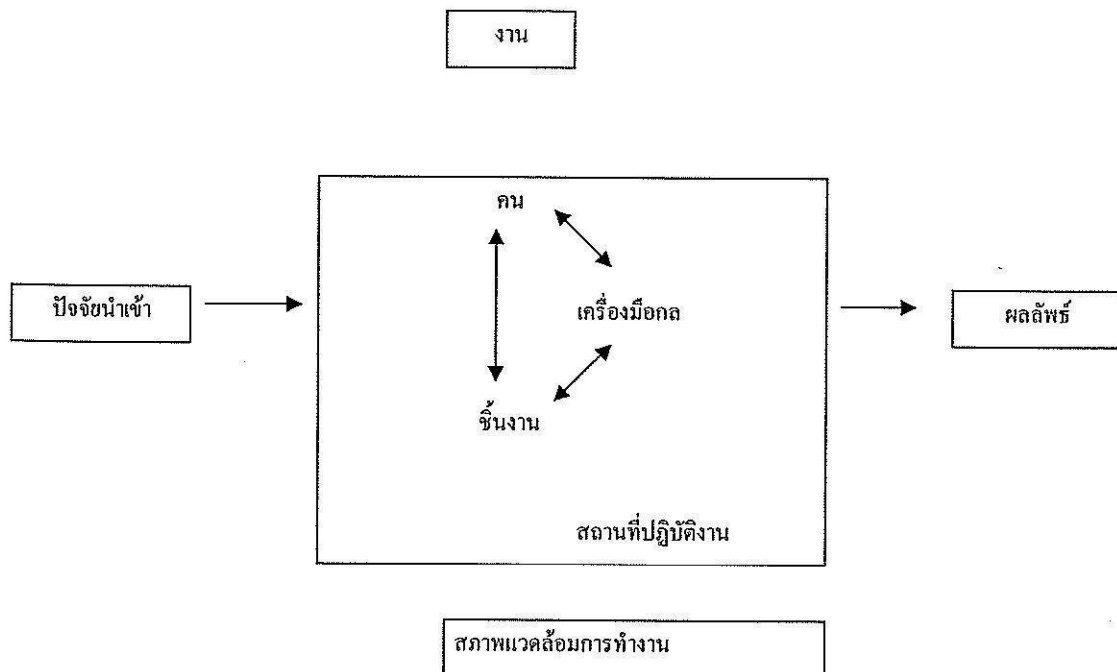 งาน
คน
ปัจจัยนำเข้า
เครื่องมือกล
ผลลัพธ์
ชิ้นงาน
สถานที่ปฏิบัติงาน
สภาพแวดล้อมการทำงาน